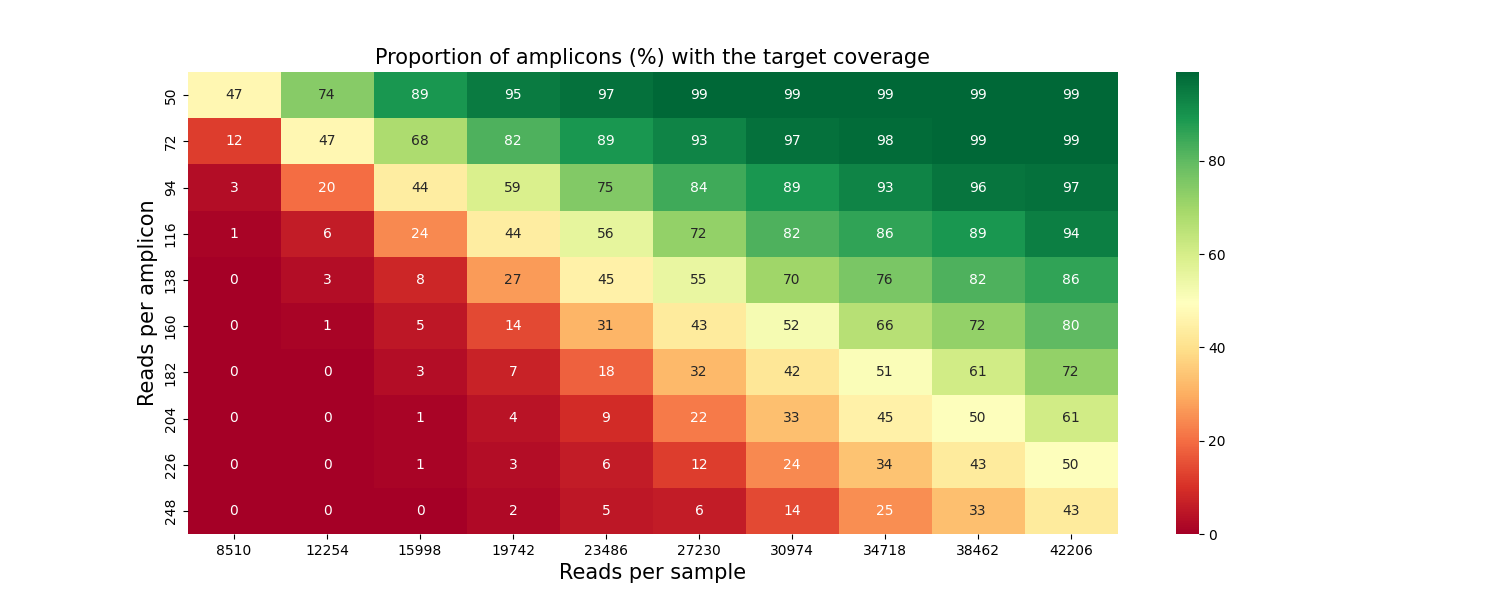 Proportion of amplicons (%) with the target coverage
Reads per amplicon
50 47 74 89 95 97 99 99 99 99 99
72 12 47 68 82 89 93 97 98 99 99
94 3 20 44 59 75 84 89 93 96 97
116 1 6 24 44 56 72 82 86 89 94
138 0 3 8 27 45 55 70 76 82 86
160 0 1 5 14 31 43 52 66 72 80
182 0 0 3 7 18 32 42 51 61 72
204 0 0 1 4 9 22 33 45 50 61
226 0 0 1 3 6 12 24 34 43 50
248 0 0 0 2 5 6 14 25 33 43
8510 12254 15998 19742 23486 27230 30974 34718 38462 42206
Reads per sample
80
60
40
20
0